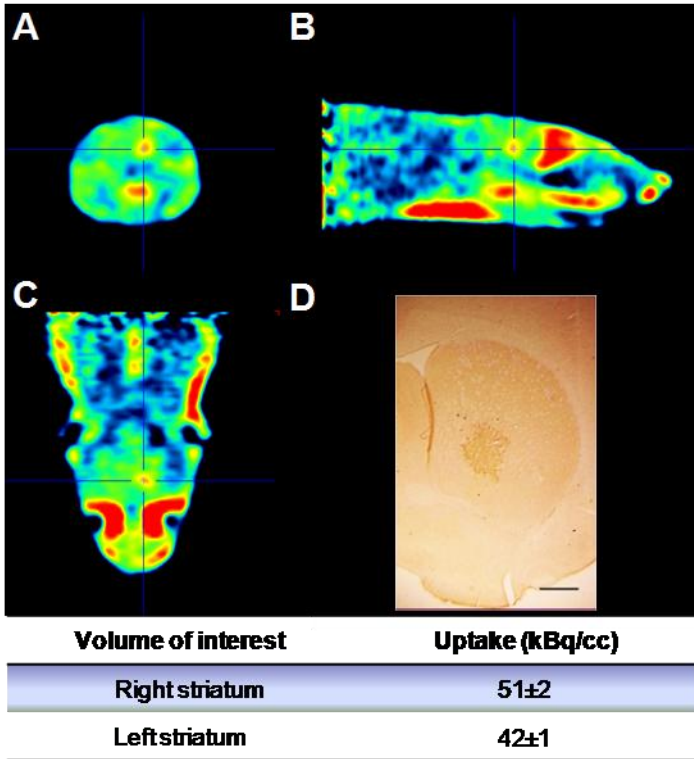 A
B
C
D
Volume of interest Uptake (kBq/cc)
Right striatum 51±2
Left striatum 42±1